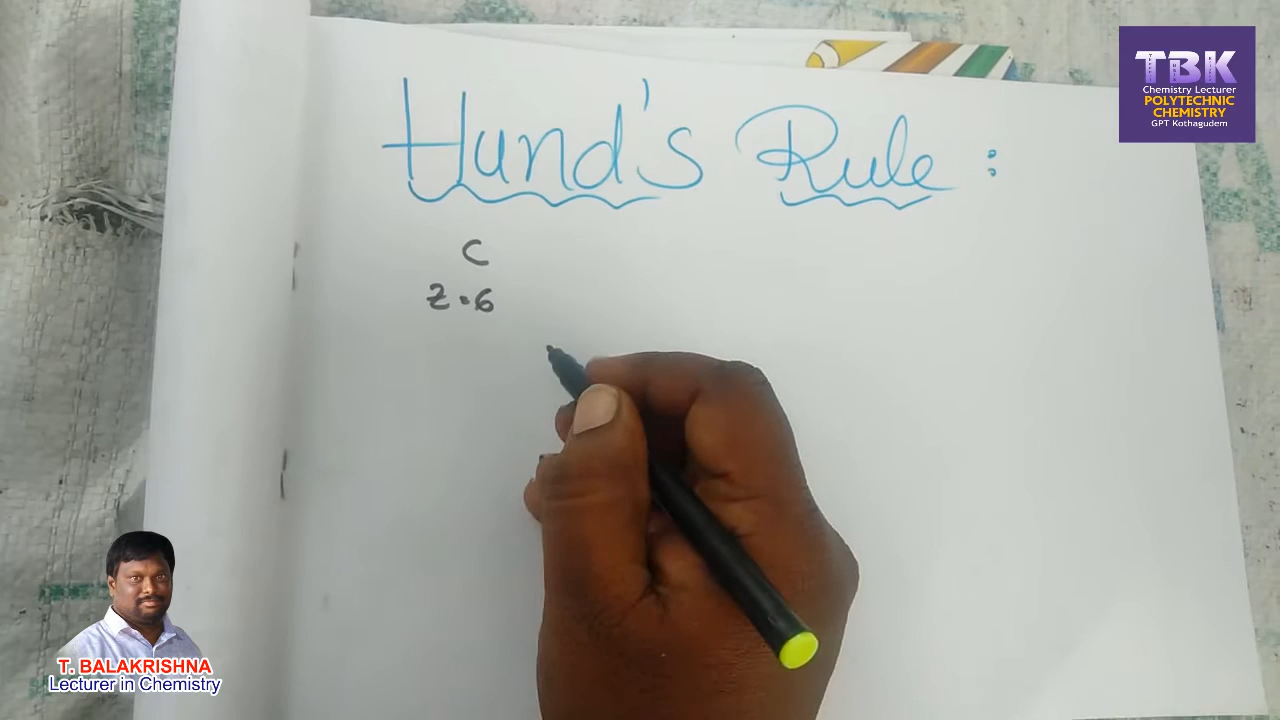 Hund's Rule :
C
Z = 6
TBK
Chemistry Lecturer
POLYTECHNIC
CHEMISTRY
GPT Kothagudem
T. BALAKRISHNA
Lecturer in Chemistry